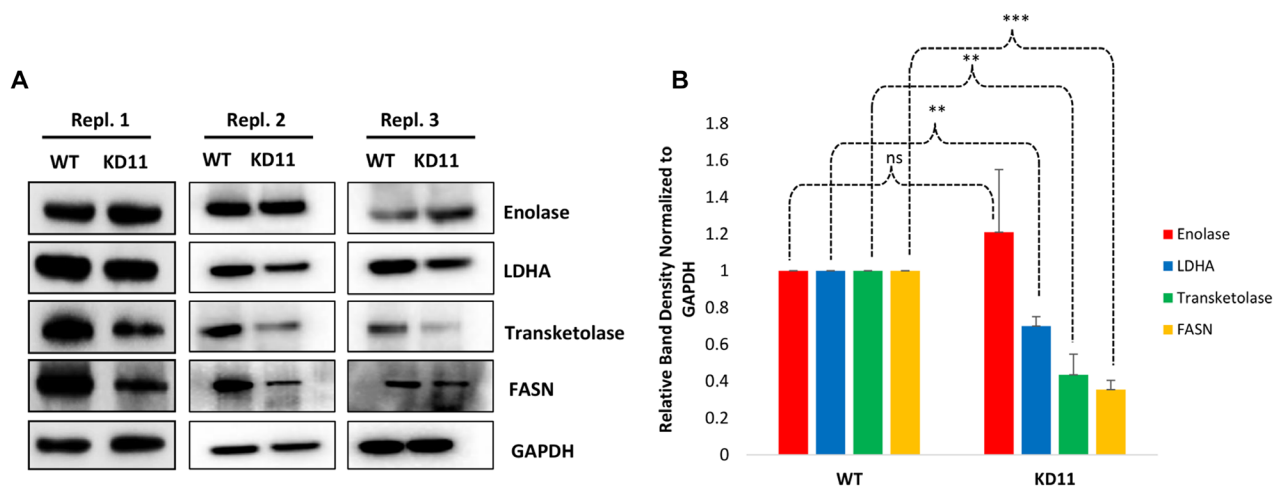 A
Repl. 1
Repl. 2
Repl. 3
WT KD11
WT KD11
WT KD11
Enolase
LDHA
Transketolase
FASN
GAPDH
B
***
**
**
ns
Relative Band Density Normalized to
GAPDH
1.8
1.6
1.4
1.2
1
0.8
0.6
0.4
0.2
0
WT
KD11
Enolase
LDHA
Transketolase
FASN